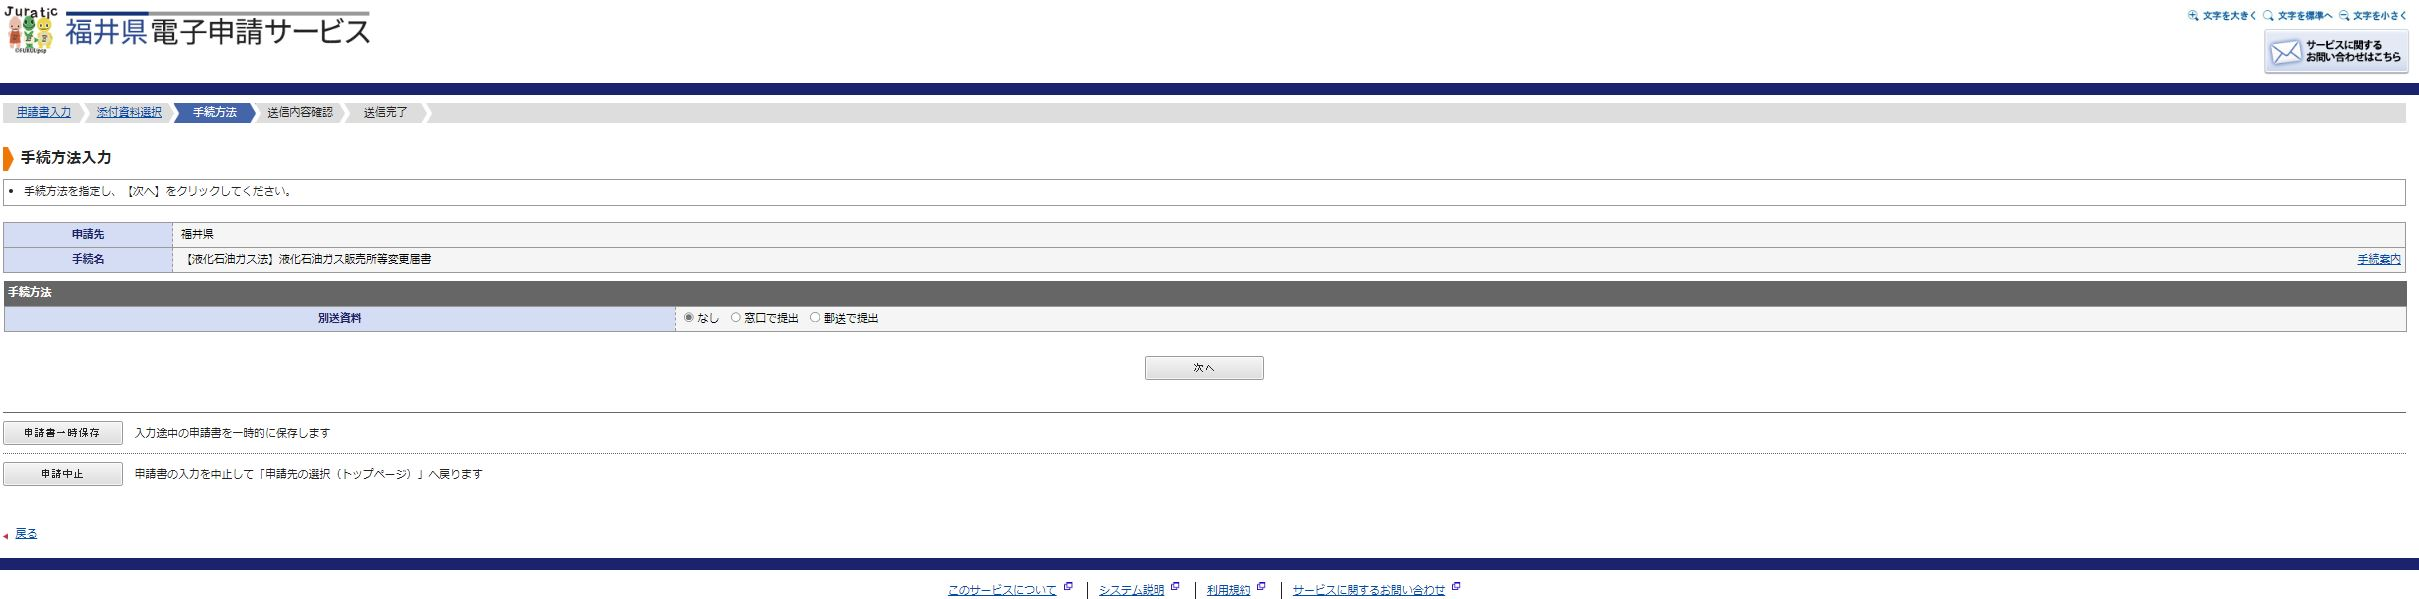 Juratic
©FUKUI.psp
福井県電子申請サービス
文字を大きく 文字を標準へ 文字を小さく
サービスに関する
お問い合わせはこちら
申請書入力 添付資料選択 手続方法 送信内容確認 送信完了
手続方法入力
• 手続方法を指定し、【次へ】をクリックしてください。
申請先 福井県
手続名 【液化石油ガス法】液化石油ガス販売所等変更届書 手続案内
手続方法
別送資料 なし 窓口で提出 郵送で提出
次へ
申請書一時保存 入力途中の申請書を一時的に保存します
申請中止 申請書の入力を中止して「申請先の選択（トップページ）」へ戻ります
戻る
このサービスについて システム説明 利用規約 サービスに関するお問い合わせ